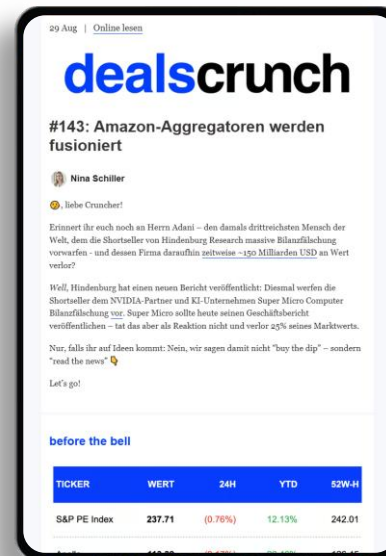 29 Aug | Online lesen
dealscrunch
#143: Amazon-Aggregatoren werden
fusioniert
Nina Schiller
🧐, liebe Cruncher!
Erinnert ihr euch noch an Herrn Adani – den damals drittreichsten Mensch der
Welt, dem die Shortseller von Hindenburg Research massive Bilanzfälschung
vorwarfen - und dessen Firma daraufhin zeitweise ~150 Milliarden USD an Wert
verlor?
Well, Hindenburg hat einen neuen Bericht veröffentlicht: Diesmal werfen die
Shortseller dem NVIDIA-Partner und KI-Unternehmen Super Micro Computer
Bilanzfälschung vor. Super Micro sollte heute seinen Geschäftsbericht
veröffentlichen – tat das aber als Reaktion nicht und verlor 25% seines Marktwerts.
Nur, falls ihr auf Ideen kommt: Nein, wir sagen damit nicht "buy the dip" – sondern
"read the news" 👇
Let's go!
before the bell
TICKER WERT 24H YTD 52W-H
S&P PE Index 237.71 (0.76%) 12.13% 242.01